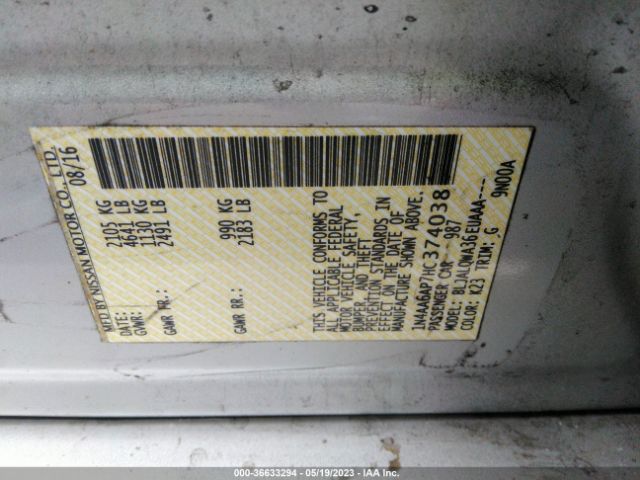 MFD BY NISSAN MOTOR CO., LTD.
DATE: 08/16
GVWR: 2105 KG
4641 LB
GAWR FR.: 1130 KG
2491 LB
GAWR RR.: 990 KG
2183 LB
THIS VEHICLE CONFORMS TO
ALL APPLICABLE FEDERAL
MOTOR VEHICLE SAFETY,
BUMPER, AND THEFT
PREVENTION STANDARDS IN
EFFECT ON THE DATE OF
MANUFACTURE SHOWN ABOVE.
1N4AA6AP7HC374038
PASSENGER CAR 987
MODEL: BLJALQWA36EUAAA---
COLOR: K23 TRIM: G 9N00A
000-36633294 - 05/19/2023 - IAA Inc.